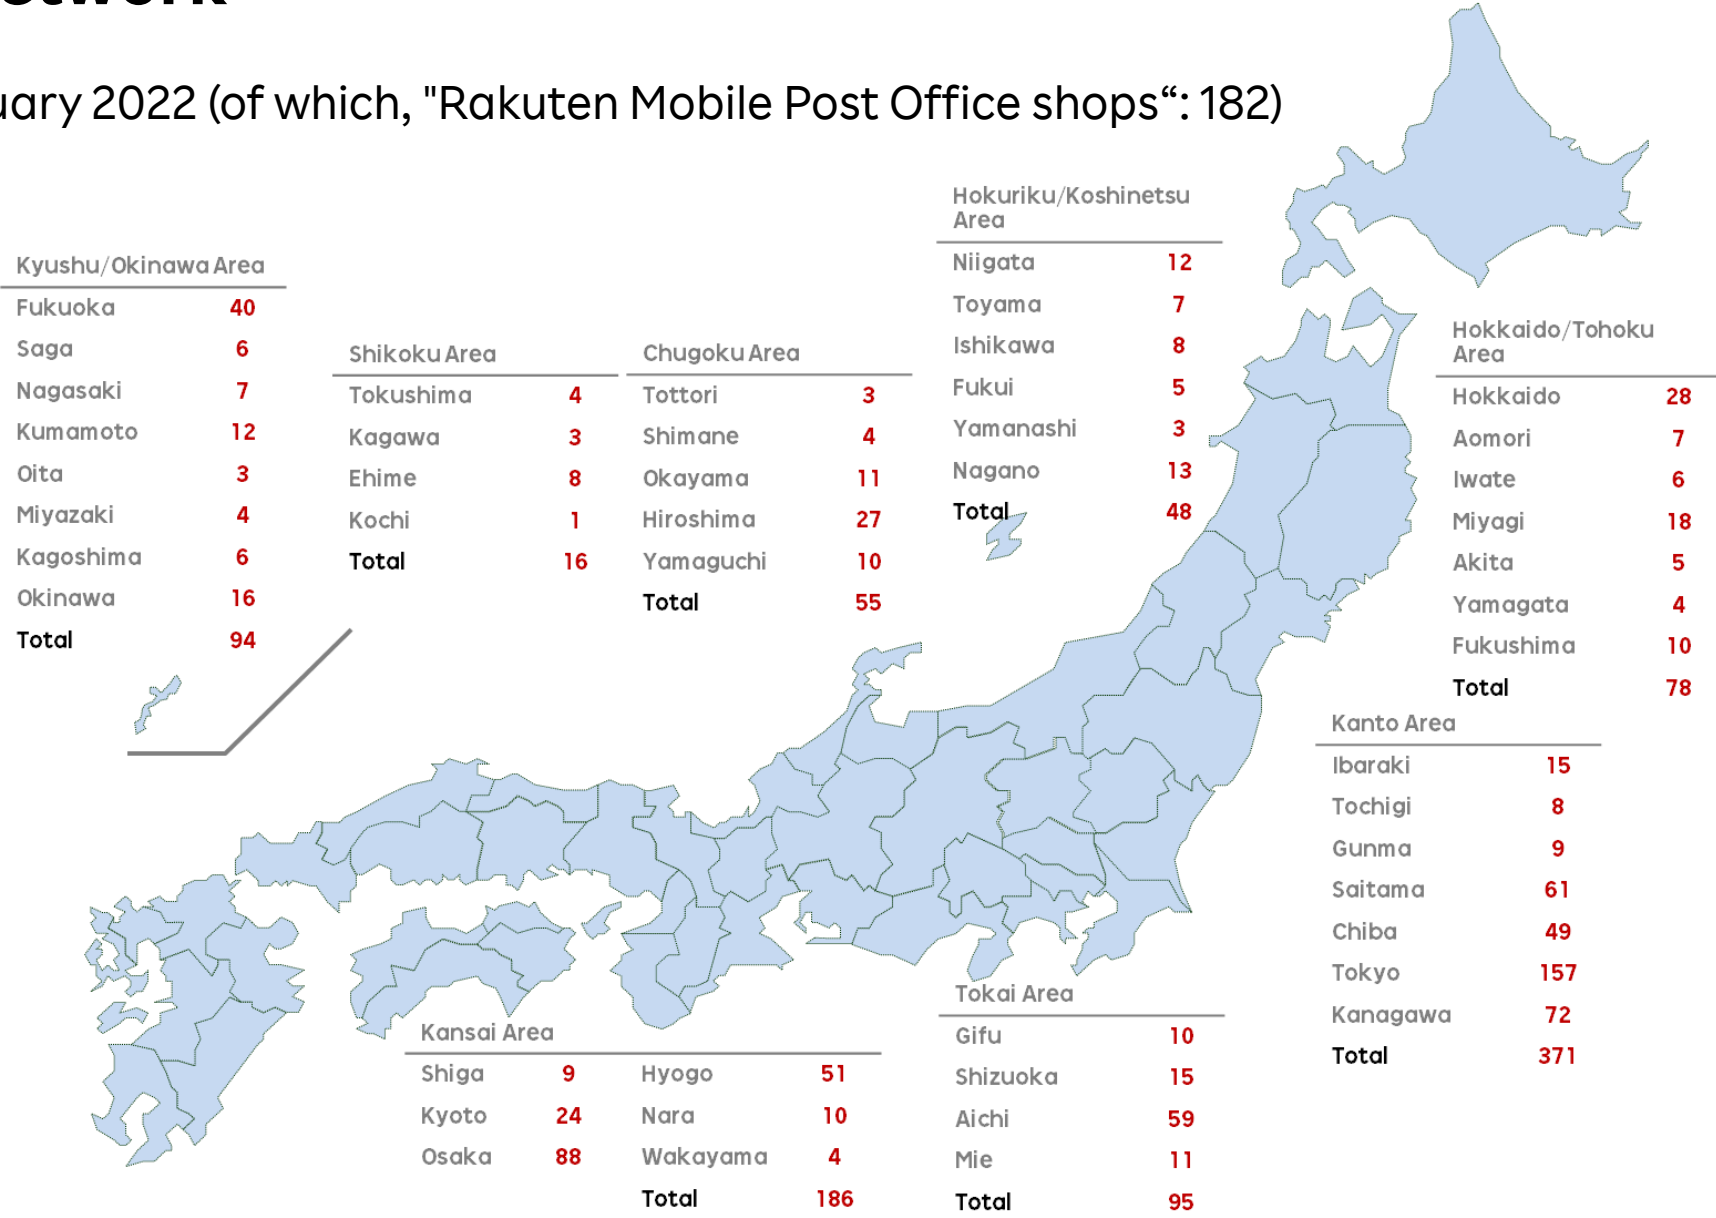 2022 (of which, "Rakuten Mobile Post Office shops“: 182)
Kyushu/Okinawa Area
Fukuoka 40
Saga 6
Nagasaki 7
Kumamoto 12
Oita 3
Miyazaki 4
Kagoshima 6
Okinawa 16
Total 94
Shikoku Area
Tokushima 4
Kagawa 3
Ehime 8
Kochi 1
Total 16
Chugoku Area
Tottori 3
Shimane 4
Okayama 11
Hiroshima 27
Yamaguchi 10
Total 55
Hokuriku/Koshinetsu
Area
Niigata 12
Toyama 7
Ishikawa 8
Fukui 5
Yamanashi 3
Nagano 13
Total 48
Hokkaido/Tohoku
Area
Hokkaido 28
Aomori 7
Iwate 6
Miyagi 18
Akita 5
Yamagata 4
Fukushima 10
Total 78
Kanto Area
Ibaraki 15
Tochigi 8
Gunma 9
Saitama 61
Chiba 49
Tokyo 157
Kanagawa 72
Total 371
Kansai Area
Shiga 9 Hyogo 51
Kyoto 24 Nara 10
Osaka 88 Wakayama 4
Total 186
Tokai Area
Gifu 10
Shizuoka 15
Aichi 59
Mie 11
Total 95